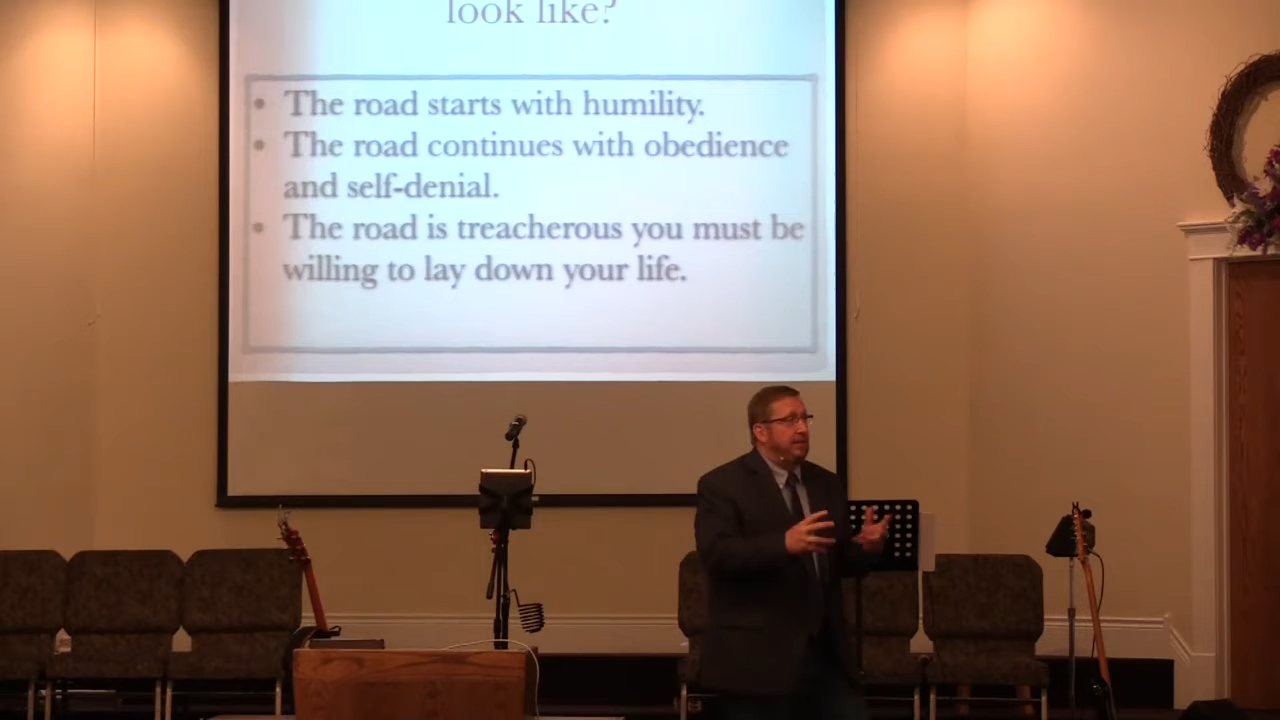 look like?
• The road starts with humility.
• The road continues with obedience
and self-denial.
• The road is treacherous you must be
willing to lay down your life.